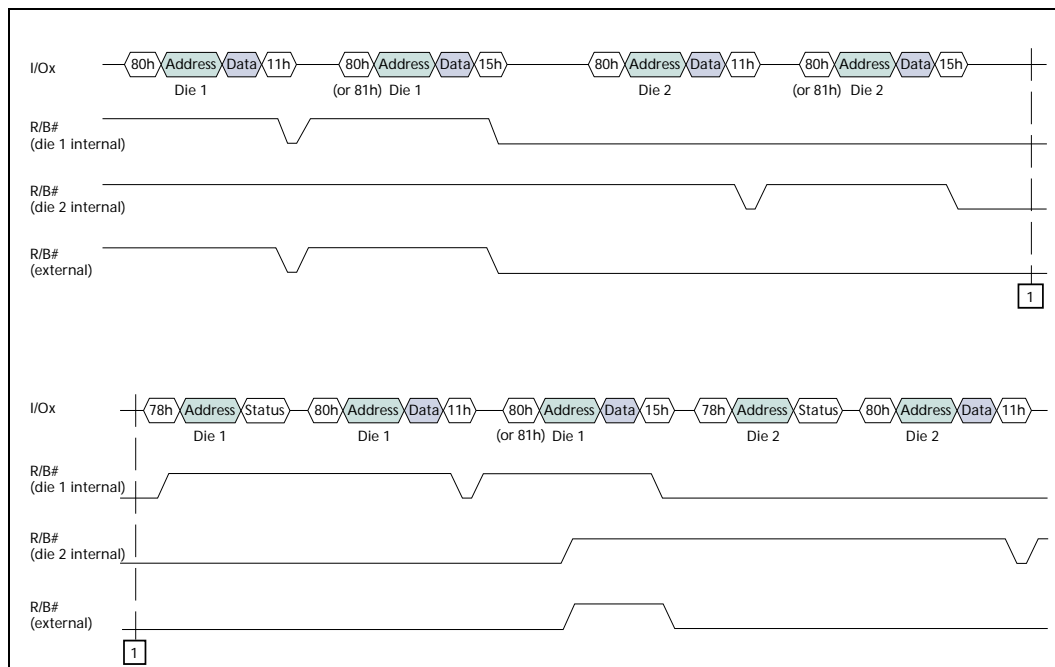 I/Ox 80h Address Data 11h 80h Address Data 15h 80h Address Data 11h 80h Address Data 15h
Die 1 (or 81h) Die 1 Die 2 (or 81h) Die 2
R/B#
(die 1 internal)
R/B#
(die 2 internal)
R/B#
(external)
1
I/Ox 78h Address Status 80h Address Data 11h 80h Address Data 15h 78h Address Status 80h Address Data 11h
Die 1 Die 1 (or 81h) Die 1 Die 2 Die 2
R/B#
(die 1 internal)
R/B#
(die 2 internal)
R/B#
(external)
1